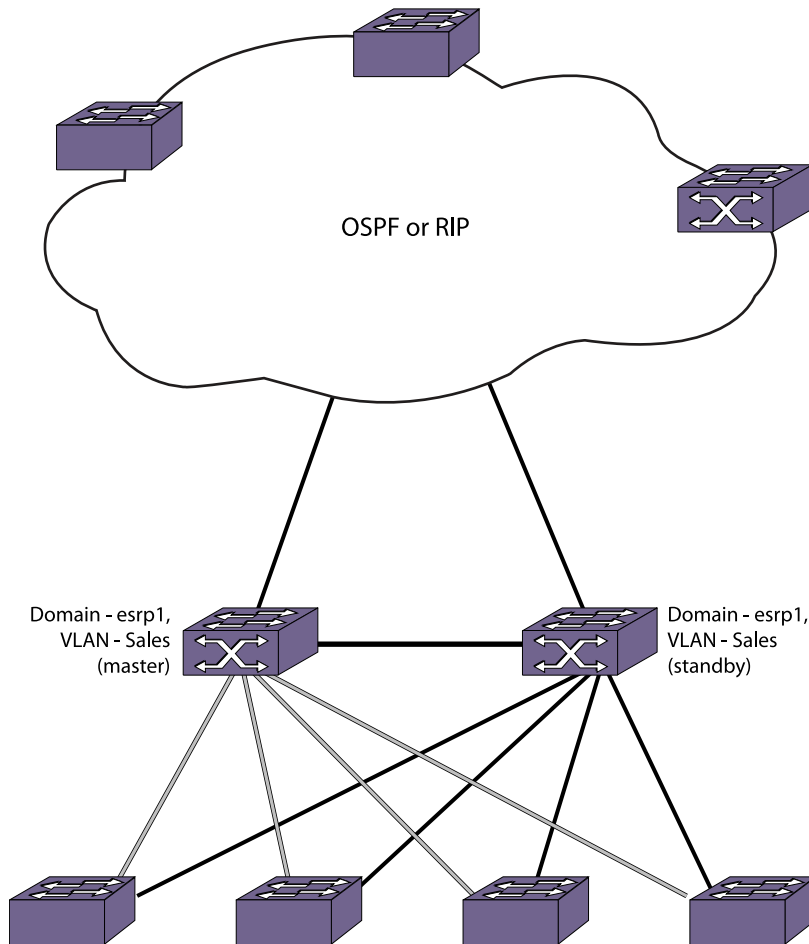 OSPF or RIP
Domain - esrp1,
VLAN - Sales
(master)
Domain - esrp1,
VLAN - Sales
(standby)